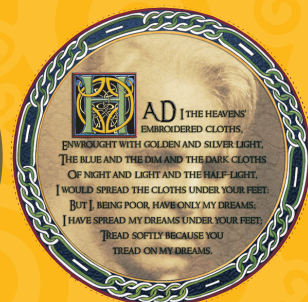 HAD I THE HEAVENS'
EMBROIDERED CLOTHS,
ENWROUGHT WITH GOLDEN AND SILVER LIGHT,
THE BLUE AND THE DIM AND THE DARK CLOTHS
OF NIGHT AND LIGHT AND THE HALF-LIGHT,
I WOULD SPREAD THE CLOTHS UNDER YOUR FEET:
BUT I, BEING POOR, HAVE ONLY MY DREAMS;
I HAVE SPREAD MY DREAMS UNDER YOUR FEET;
TREAD SOFTLY BECAUSE YOU
TREAD ON MY DREAMS.